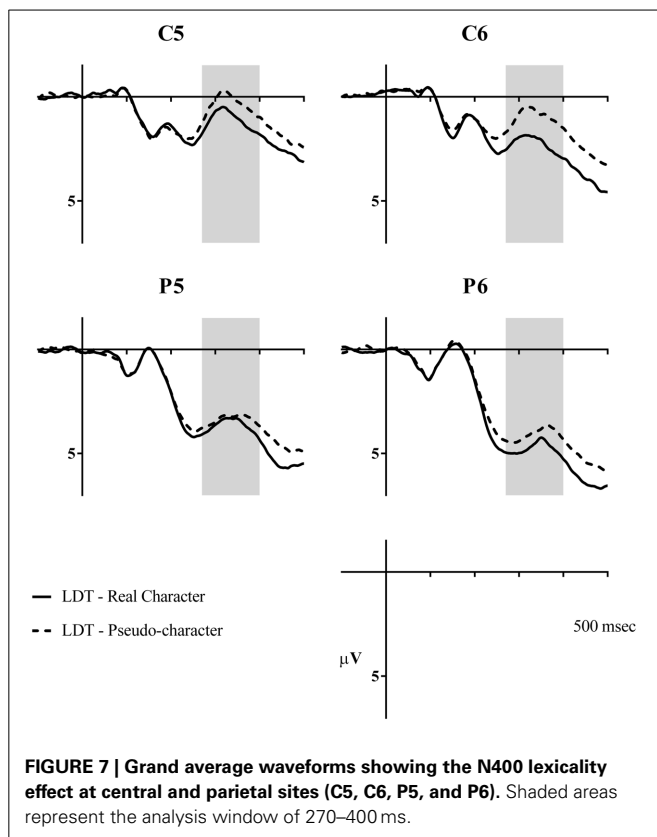 C5
C6
5
5
P5
P6
5
5
LDT - Real Character
LDT - Pseudo-character
500 msec
μV
5
FIGURE 7 | Grand average waveforms showing the N400 lexicality
effect at central and parietal sites (C5, C6, P5, and P6). Shaded areas
represent the analysis window of 270–400 ms.